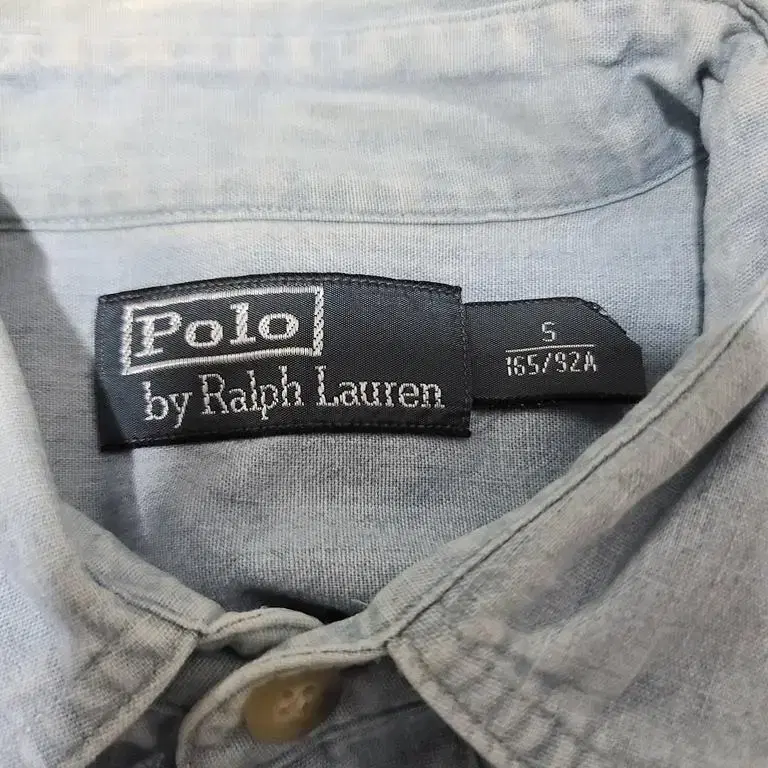 Polo
by Ralph Lauren
S
165/92A